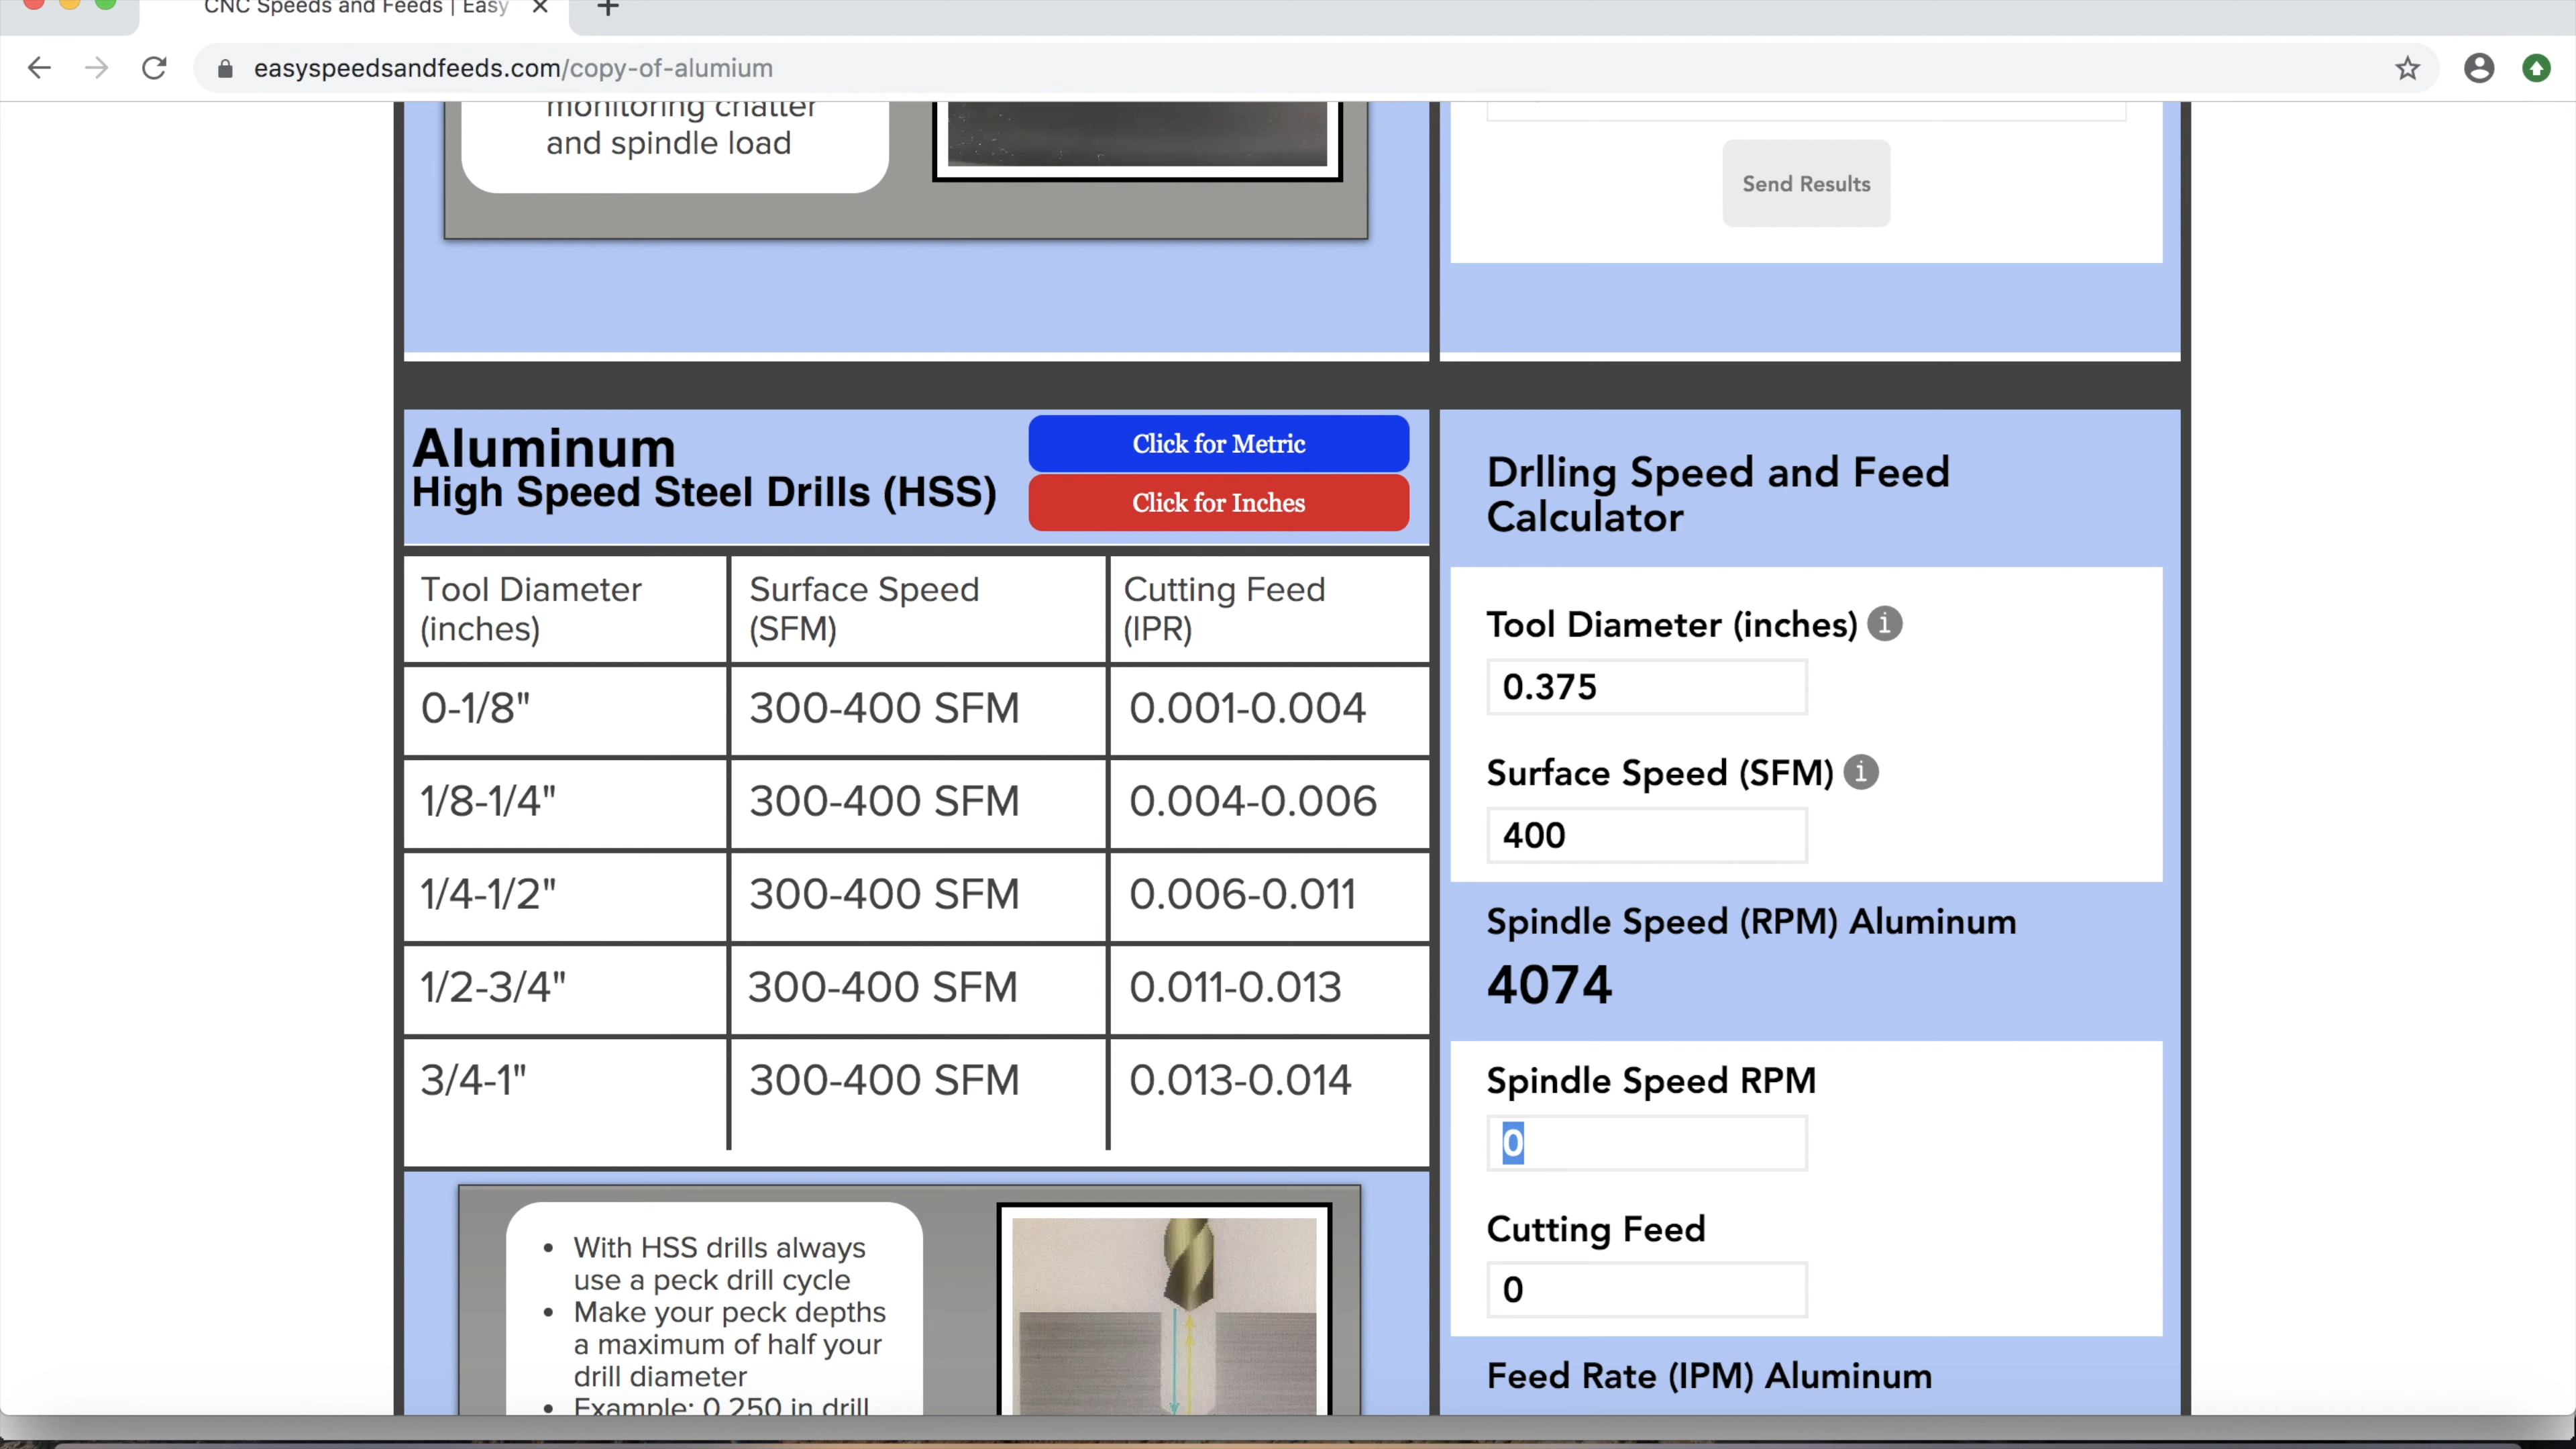 CNC Speeds and Feeds | Easy
easyspeedsandfeeds.com/copy-of-alumium
monitoring chatter
and spindle load
Send Results
Aluminum
High Speed Steel Drills (HSS)
Click for Metric
Click for Inches
Tool Diameter (inches)
Surface Speed (SFM)
Cutting Feed (IPR)
0-1/8" 300-400 SFM 0.001-0.004
1/8-1/4" 300-400 SFM 0.004-0.006
1/4-1/2" 300-400 SFM 0.006-0.011
1/2-3/4" 300-400 SFM 0.011-0.013
3/4-1" 300-400 SFM 0.013-0.014
• With HSS drills always
use a peck drill cycle
• Make your peck depths
a maximum of half your
drill diameter
• Example: 0.250 in drill
Drlling Speed and Feed
Calculator
Tool Diameter (inches) i
0.375
Surface Speed (SFM) i
400
Spindle Speed (RPM) Aluminum
4074
Spindle Speed RPM
0
Cutting Feed
0
Feed Rate (IPM) Aluminum